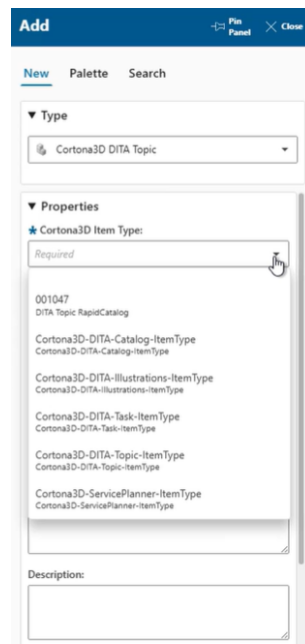 Add
Pin Panel
Close
New Palette Search
Type
Cortona3D DITA Topic
Properties
* Cortona3D Item Type:
Required
001047
DITA Topic RapidCatalog
Cortona3D-DITA-Catalog-ItemType
Cortona3D-DITA-Catalog-ItemType
Cortona3D-DITA-Illustrations-ItemType
Cortona3D-DITA-Illustrations-ItemType
Cortona3D-DITA-Task-ItemType
Cortona3D-DITA-Task-ItemType
Cortona3D-DITA-Topic-ItemType
Cortona3D-DITA-Topic-ItemType
Cortona3D-ServicePlanner-ItemType
Cortona3D-ServicePlanner-ItemType
Description: